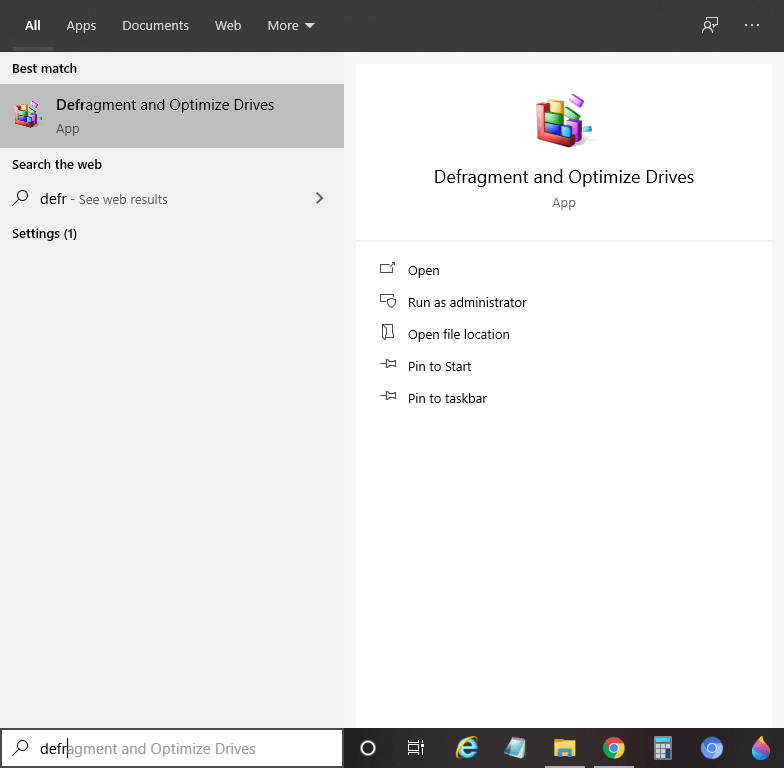 All Apps Documents Web More
Best match
Defragment and Optimize Drives
App
Search the web
defr - See web results
Settings (1)
Defragment and Optimize Drives
App
Open
Run as administrator
Open file location
Pin to Start
Pin to taskbar
defragment and Optimize Drives